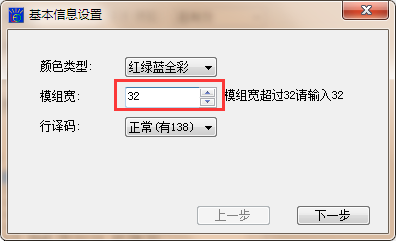 基本信息设置
颜色类型: 红绿蓝全彩
模组宽: 32 模组宽超过32请输入32
行译码: 正常(有138)
上一步 下一步